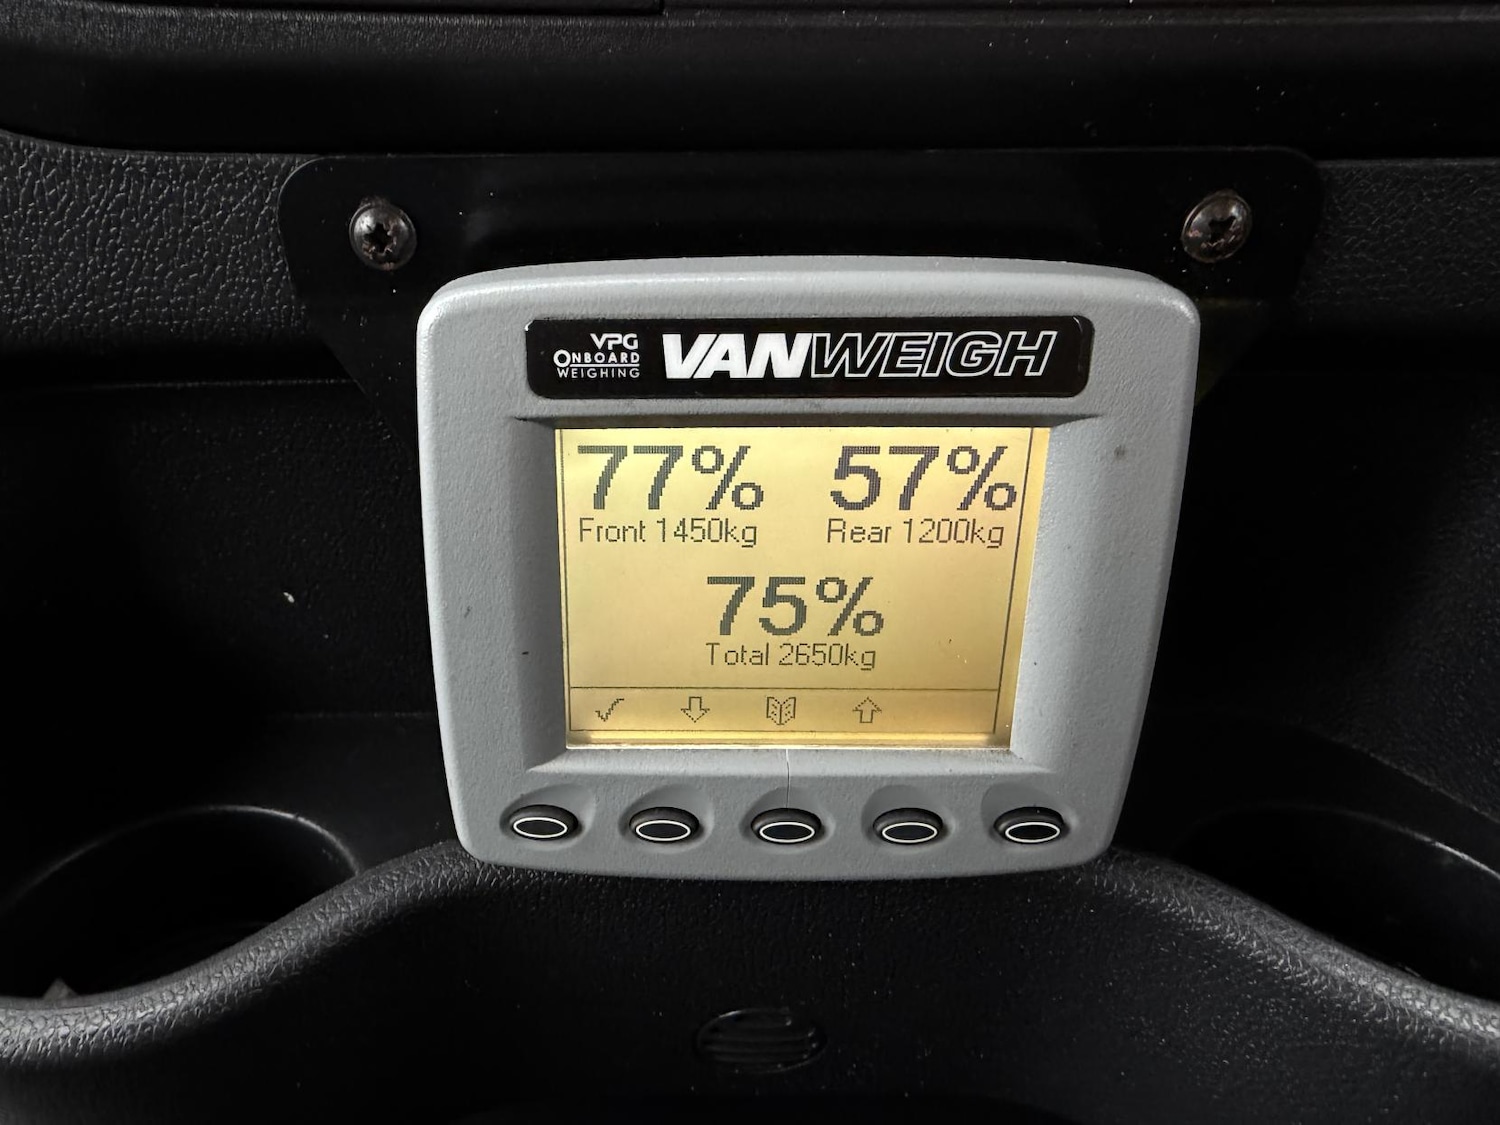 VPG
ONBOARD
WEIGHING
VANWEIGH
77% 57%
Front 1450kg Rear 1200kg
75%
Total 2650kg